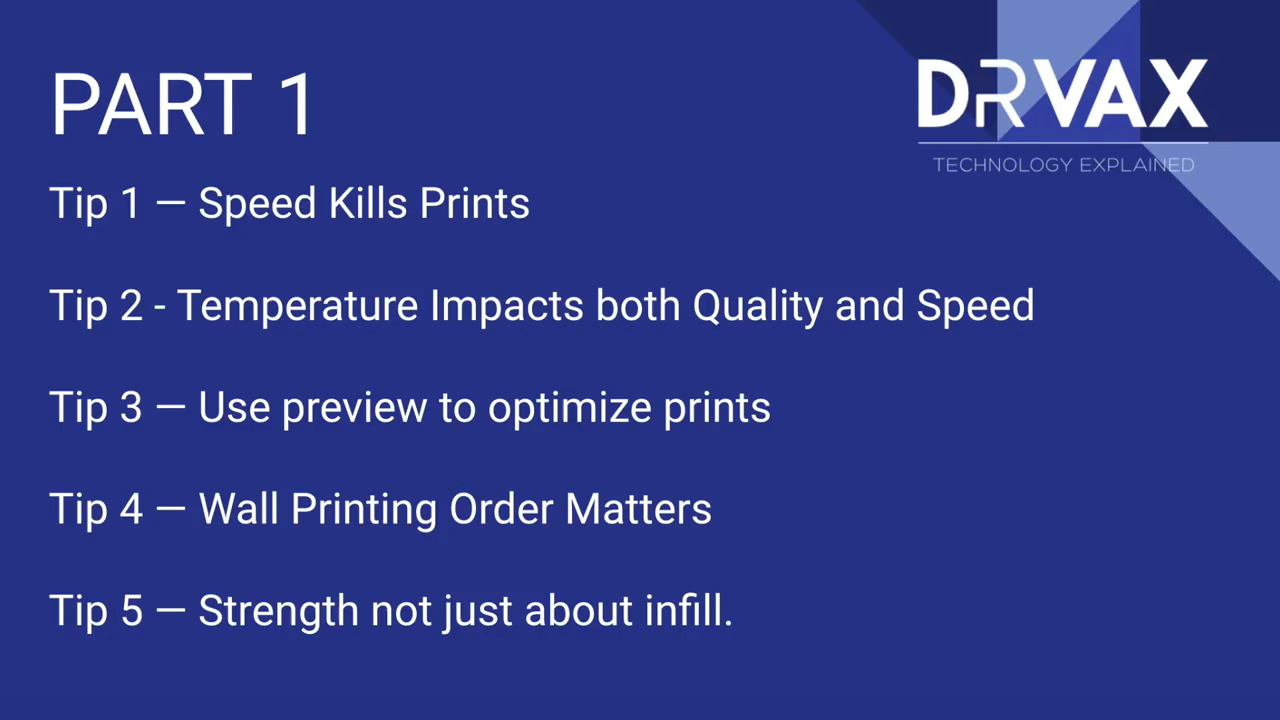 PART 1
DRVAX
TECHNOLOGY EXPLAINED
Tip 1 — Speed Kills Prints
Tip 2 - Temperature Impacts both Quality and Speed
Tip 3 — Use preview to optimize prints
Tip 4 — Wall Printing Order Matters
Tip 5 — Strength not just about infill.